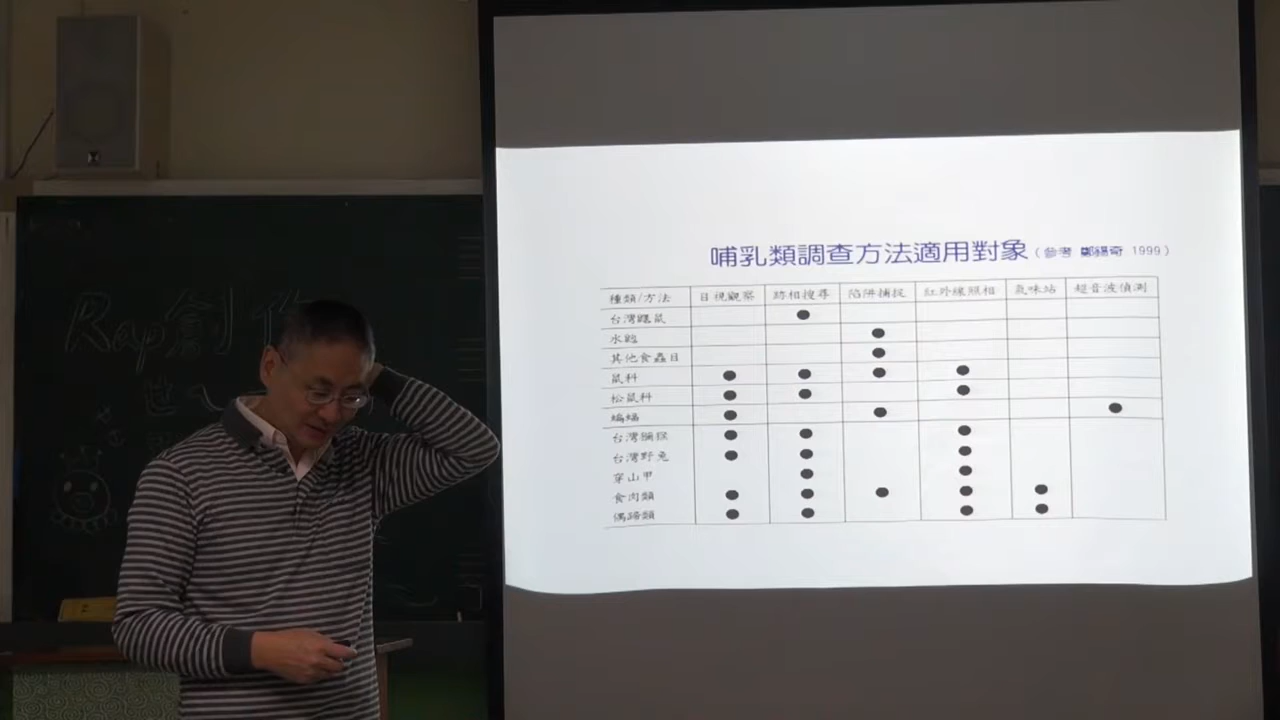 哺乳類調查方法適用對象（參考 鄭錫奇 1999）
種類/方法 目視觀察 跡相搜尋 陷阱捕捉 紅外線照相 氣味站 超音波偵測
台灣鼴鼠
水鼩
其他食蟲目
鼠科
松鼠科
蝙蝠
台灣獼猴
台灣野兔
穿山甲
食肉類
偶蹄類
Rap創作
世